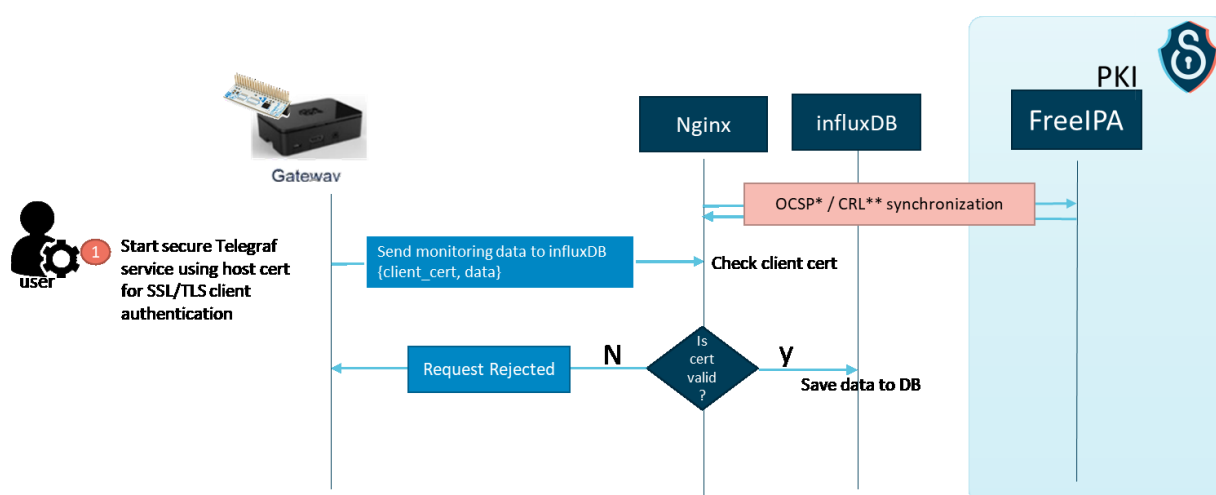 PKI
Nginx
influxDB
FreeIPA
Gateway
OCSP* / CRL** synchronization
user
1
Start secure Telegraf
service using host cert
for SSL/TLS client
authentication
Send monitoring data to influxDB
{client_cert, data}
Check client cert
Is
cert
valid
?
N
y
Request Rejected
Save data to DB